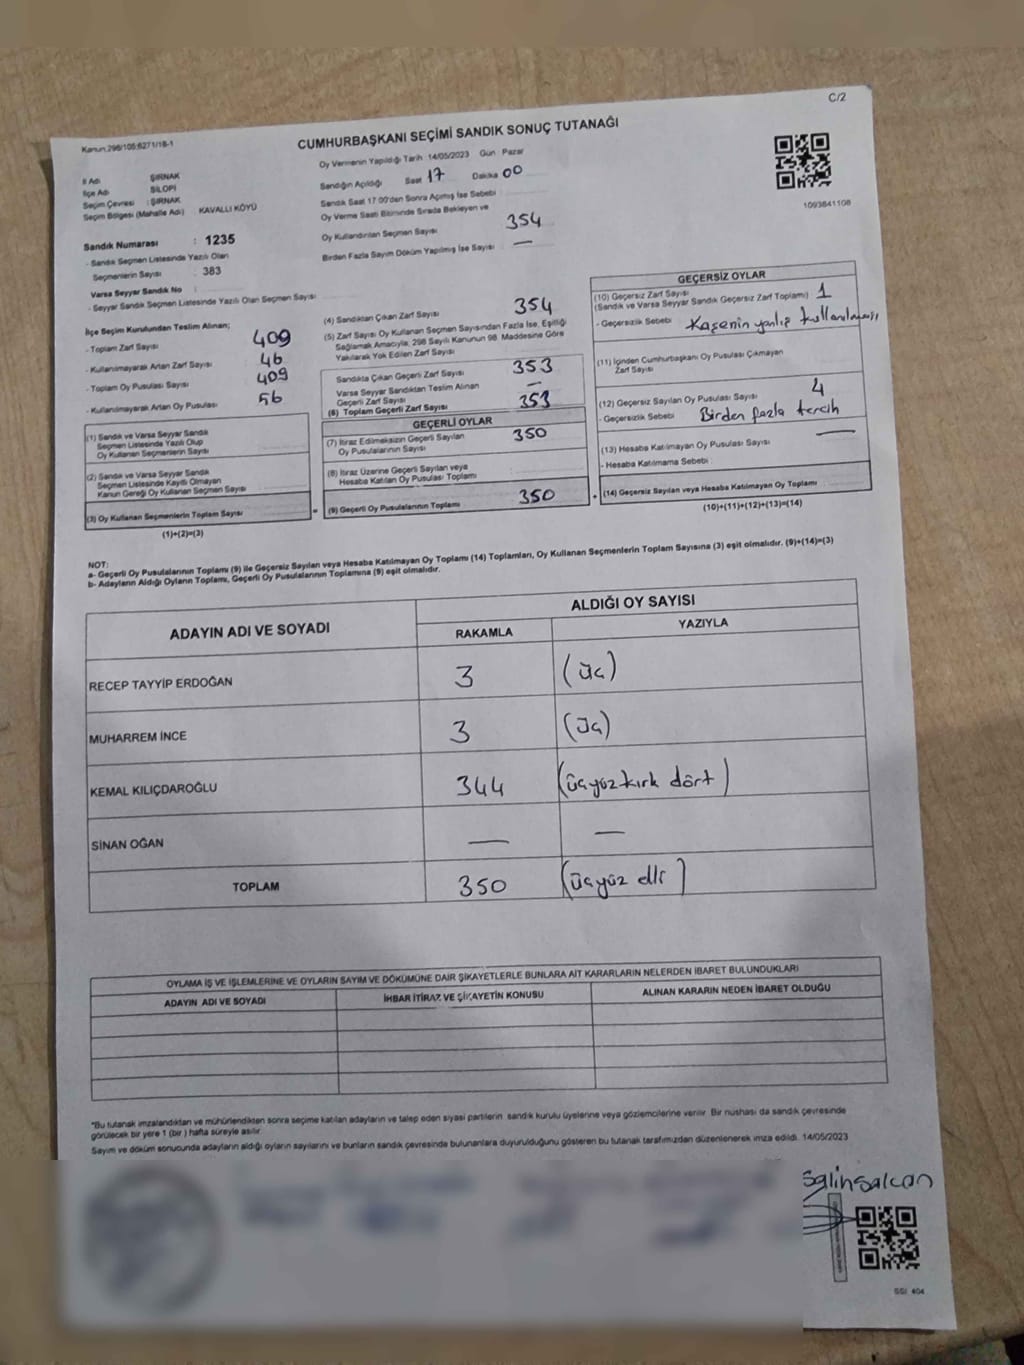 C/2
Kanun:298/105;6271/18-1
CUMHURBAŞKANI SEÇİMİ SANDIK SONUÇ TUTANAĞI
İl Adı ŞIRNAK
İlçe Adı SİLOPİ
Seçim Çevresi : ŞIRNAK
Seçim Bölgesi (Mahalle Adı) KAVALLI KÖYÜ
Oy Vermenin Yapıldığı Tarih 14/05/2023 Gün Pazar
Sandığın Açıldığı Saat 17 Dakika 00
Sandık Saat 17.00'den Sonra Açılmış İse Sebebi
Oy Verme Saati Bitiminde Sırada Bekleyen ve
Oy Kullandırılan Seçmen Sayısı 354
Birden Fazla Sayım Döküm Yapılmış İse Sayısı —
1093841108
Sandık Numarası : 1235
- Sandık Seçmen Listesinde Yazılı Olan
Seçmenlerin Sayısı : 383
Varsa Seyyar Sandık No :
- Seyyar Sandık Seçmen Listesinde Yazılı Olan Seçmen Sayısı
İlçe Seçim Kurulundan Teslim Alınan;
- Toplam Zarf Sayısı 409
- Kullanılmayarak Artan Zarf Sayısı 46
- Toplam Oy Pusulası Sayısı 409
- Kullanılmayarak Artan Oy Pusulası 56
(1) Sandık ve Varsa Seyyar Sandık
Seçmen Listesinde Yazılı Olup
Oy Kullanan Seçmenlerin Sayısı
(2) Sandık ve Varsa Seyyar Sandık
Seçmen Listesinde Kayıtlı Olmayan
Kanun Gereği Oy Kullanan Seçmen Sayısı
(3) Oy Kullanan Seçmenlerin Toplam Sayısı
(1)+(2)=(3)
(4) Sandıktan Çıkan Zarf Sayısı 354
(5) Zarf Sayısı Oy Kullanan Seçmen Sayısından Fazla İse, Eşitliği
Sağlamak Amacıyla, 298 Sayılı Kanunun 98. Maddesine Göre
Yakılarak Yok Edilen Zarf Sayısı
Sandıkta Çıkan Geçerli Zarf Sayısı 353
Varsa Seyyar Sandıktan Teslim Alınan
Geçerli Zarf Sayısı —
(6) Toplam Geçerli Zarf Sayısı 353
GEÇERLİ OYLAR
(7) İtiraz Edilmeksizin Geçerli Sayılan
Oy Pusulalarının Sayısı 350
(8) İtiraz Üzerine Geçerli Sayılan veya
Hesaba Katılan Oy Pusulası Toplamı
=
(9) Geçerli Oy Pusulalarının Toplamı 350
+
GEÇERSİZ OYLAR
(10) Geçersiz Zarf Sayısı
(Sandık ve Varsa Seyyar Sandık Geçersiz Zarf Toplamı) 1
- Geçersizlik Sebebi : Kaşenin yanlış kullanılması
(11) İçinden Cumhurbaşkanı Oy Pusulası Çıkmayan
Zarf Sayısı
(12) Geçersiz Sayılan Oy Pusulası Sayısı 4
- Geçersizlik Sebebi : Birden fazla tercih
(13) Hesaba Katılmayan Oy Pusulası Sayısı —
- Hesaba Katılmama Sebebi :
(14) Geçersiz Sayılan veya Hesaba Katılmayan Oy Toplamı
(10)+(11)+(12)+(13)=(14)
NOT:
a- Geçerli Oy Pusulalarının Toplamı (9) ile Geçersiz Sayılan veya Hesaba Katılmayan Oy Toplamı (14) Toplamları, Oy Kullanan Seçmenlerin Toplam Sayısına (3) eşit olmalıdır. (9)+(14)=(3)
b- Adayların Aldığı Oyların Toplamı, Geçerli Oy Pusulalarının Toplamına (9) eşit olmalıdır.
ADAYIN ADI VE SOYADI
ALDIĞI OY SAYISI
RAKAMLA YAZIYLA
RECEP TAYYİP ERDOĞAN 3 (üç)
MUHARREM İNCE 3 (üç)
KEMAL KILIÇDAROĞLU 344 (üçyüzkırk dört)
SİNAN OĞAN — —
TOPLAM 350 (üçyüz elli)
OYLAMA İŞ VE İŞLEMLERİNE VE OYLARIN SAYIM VE DÖKÜMÜNE DAİR ŞİKAYETLERLE BUNLARA AİT KARARLARIN NELERDEN İBARET BULUNDUKLARI
ADAYIN ADI VE SOYADI İHBAR İTİRAZ VE ŞİKAYETİN KONUSU ALINAN KARARIN NEDEN İBARET OLDUĞU
*Bu tutanak imzalandıktan ve mühürlendikten sonra seçime katılan adayların ve talep eden siyasi partilerin sandık kurulu üyelerine veya gözlemcilerine verilir. Bir nüshası da sandık çevresinde
görülecek bir yere 1 (bir) hafta süreyle asılır.
Sayım ve döküm sonucunda adayların aldığı oyların sayılarını ve bunların sandık çevresinde bulunanlara duyurulduğunu gösteren bu tutanak tarafımızdan düzenlenerek imza edildi. 14/05/2023
SSI 404